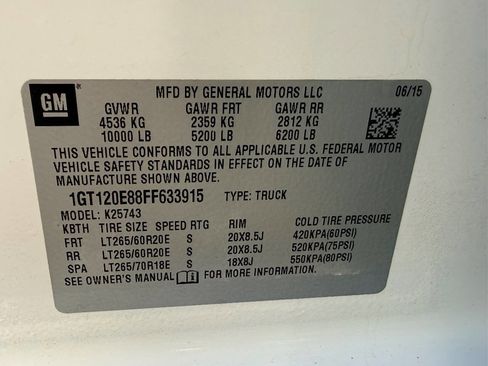 GM
MFD BY GENERAL MOTORS LLC 06/15
GVWR GAWR FRT GAWR RR
4536 KG 2359 KG 2812 KG
10000 LB 5200 LB 6200 LB
THIS VEHICLE CONFORMS TO ALL APPLICABLE U.S. FEDERAL MOTOR
VEHICLE SAFETY STANDARDS IN EFFECT ON THE DATE OF
MANUFACTURE SHOWN ABOVE.
1GT120E88FF633915 TYPE: TRUCK
MODEL: K25743
KBTH TIRE SIZE SPEED RTG RIM COLD TIRE PRESSURE
FRT LT265/60R20E S 20X8.5J 420KPA(60PSI)
RR LT265/60R20E S 20X8.5J 520KPA(75PSI)
SPA LT265/70R18E S 18X8J 550KPA(80PSI)
SEE OWNER'S MANUAL FOR MORE INFORMATION